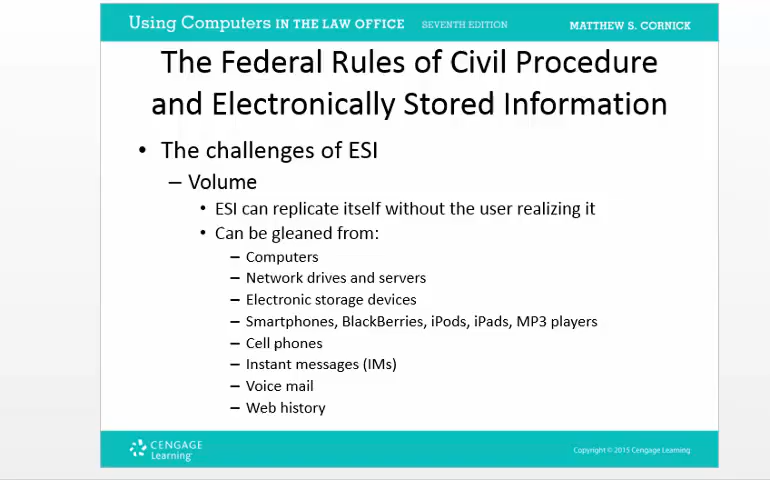 Using Computers IN THE LAW OFFICE SEVENTH EDITION MATTHEW S. CORNICK
The Federal Rules of Civil Procedure
and Electronically Stored Information
• The challenges of ESI
– Volume
• ESI can replicate itself without the user realizing it
• Can be gleaned from:
– Computers
– Network drives and servers
– Electronic storage devices
– Smartphones, BlackBerries, iPods, iPads, MP3 players
– Cell phones
– Instant messages (IMs)
– Voice mail
– Web history
CENGAGE
Learning™
Copyright © 2015 Cengage Learning